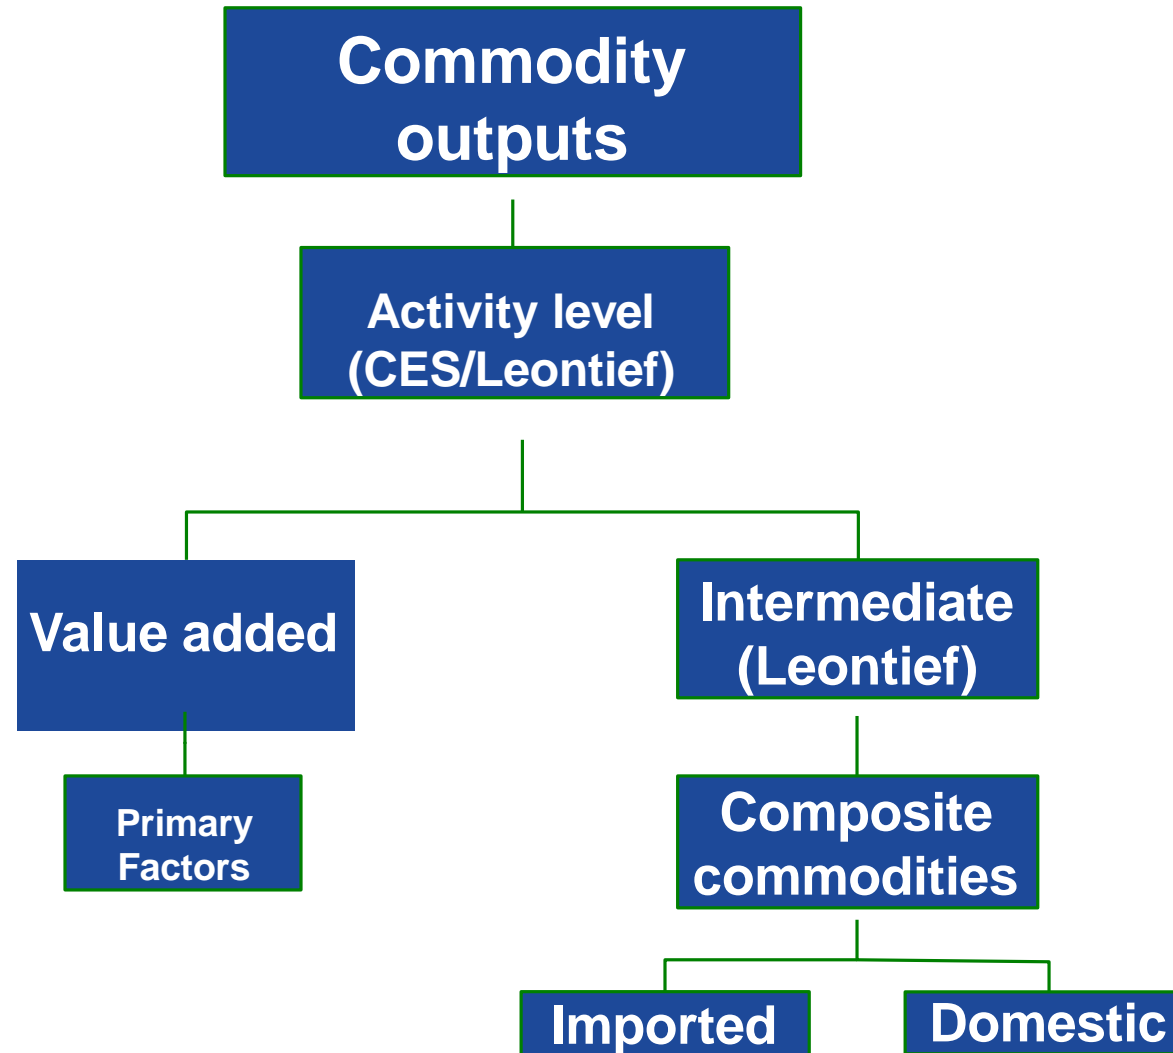 Commodity
outputs
Activity level
(CES/Leontief)
Value added
Intermediate
(Leontief)
Primary
Factors
Composite
commodities
Imported
Domestic